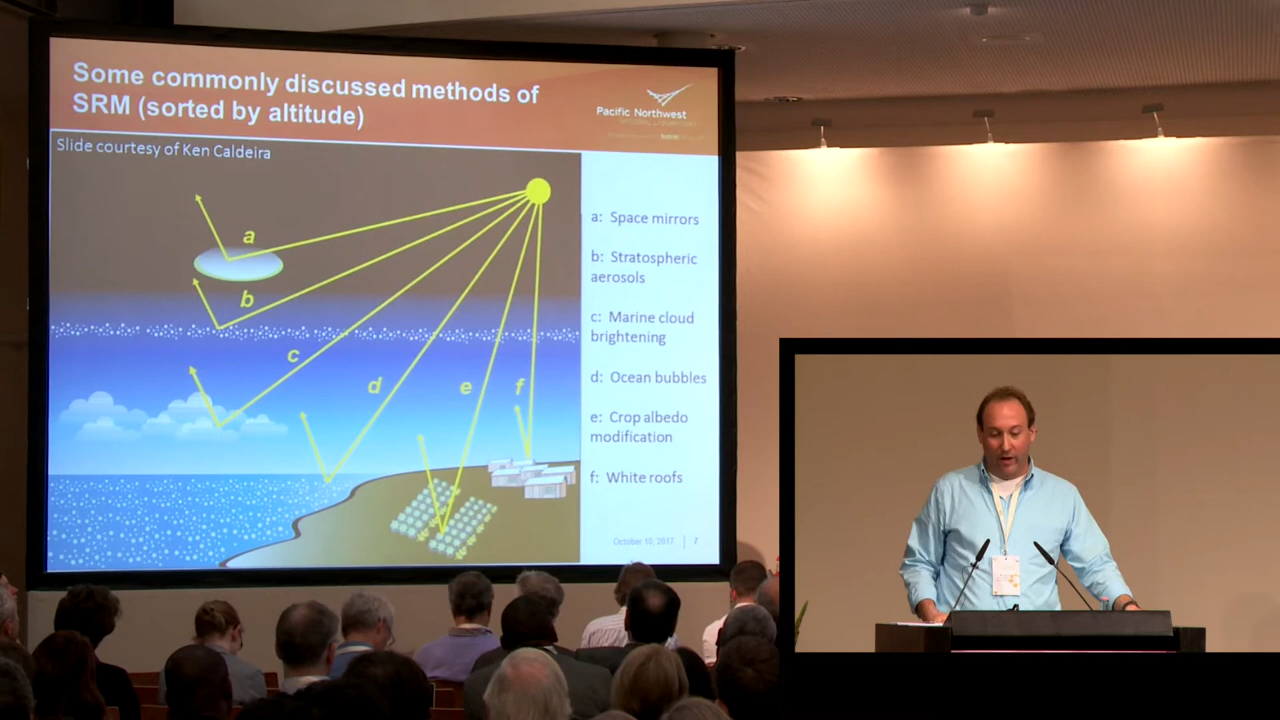 Some commonly discussed methods of
SRM (sorted by altitude)
Pacific Northwest
Slide courtesy of Ken Caldeira
a
b
c
d
e
f
a: Space mirrors
b: Stratospheric
aerosols
c: Marine cloud
brightening
d: Ocean bubbles
e: Crop albedo
modification
f: White roofs
October 10, 2017 | 7